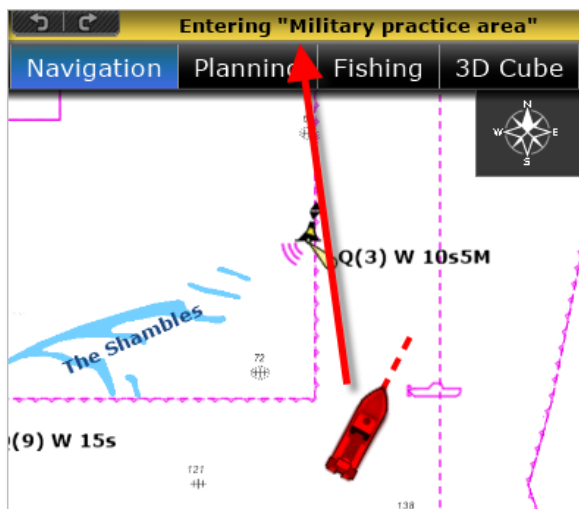 Entering "Military practice area"
Navigation
Planning
Fishing
3D Cube
N
W
E
S
Q(3) W 10s5M
The Shambles
72
(9) W 15s
121
138